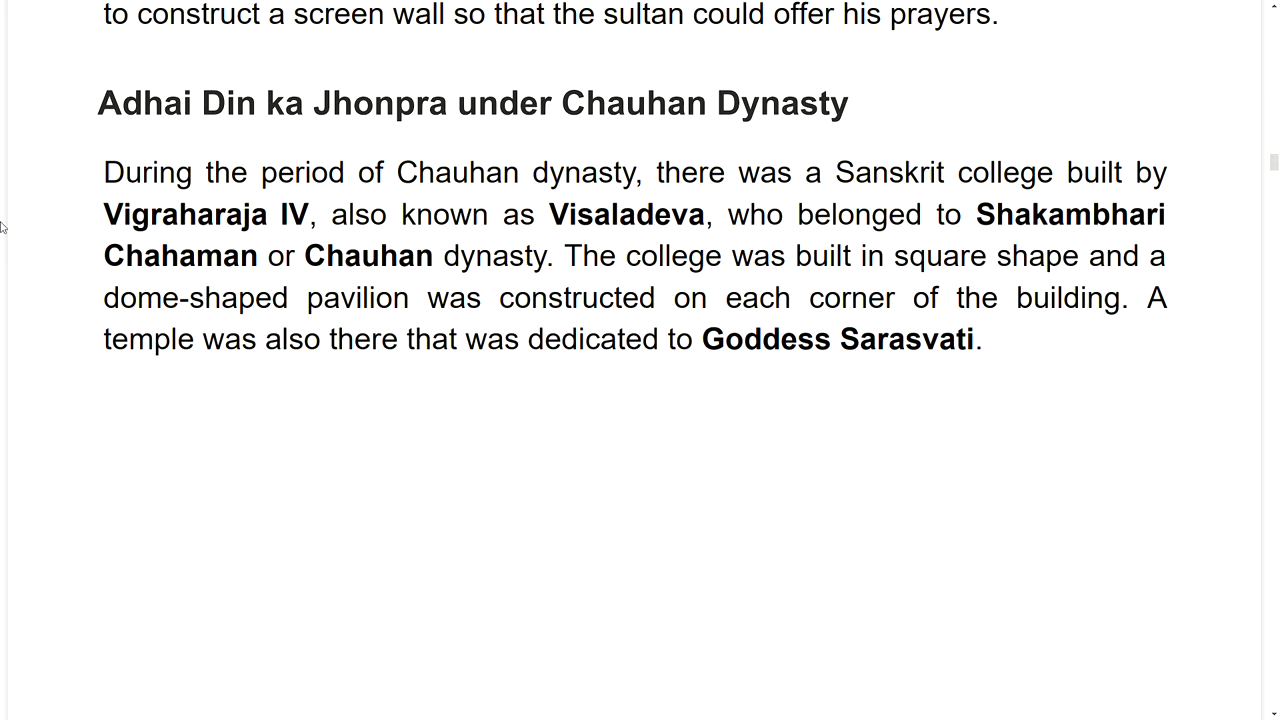 to construct a screen wall so that the sultan could offer his prayers.
Adhai Din ka Jhonpra under Chauhan Dynasty
During the period of Chauhan dynasty, there was a Sanskrit college built by
Vigraharaja IV, also known as Visaladeva, who belonged to Shakambhari
Chahaman or Chauhan dynasty. The college was built in square shape and a
dome-shaped pavilion was constructed on each corner of the building. A
temple was also there that was dedicated to Goddess Sarasvati.